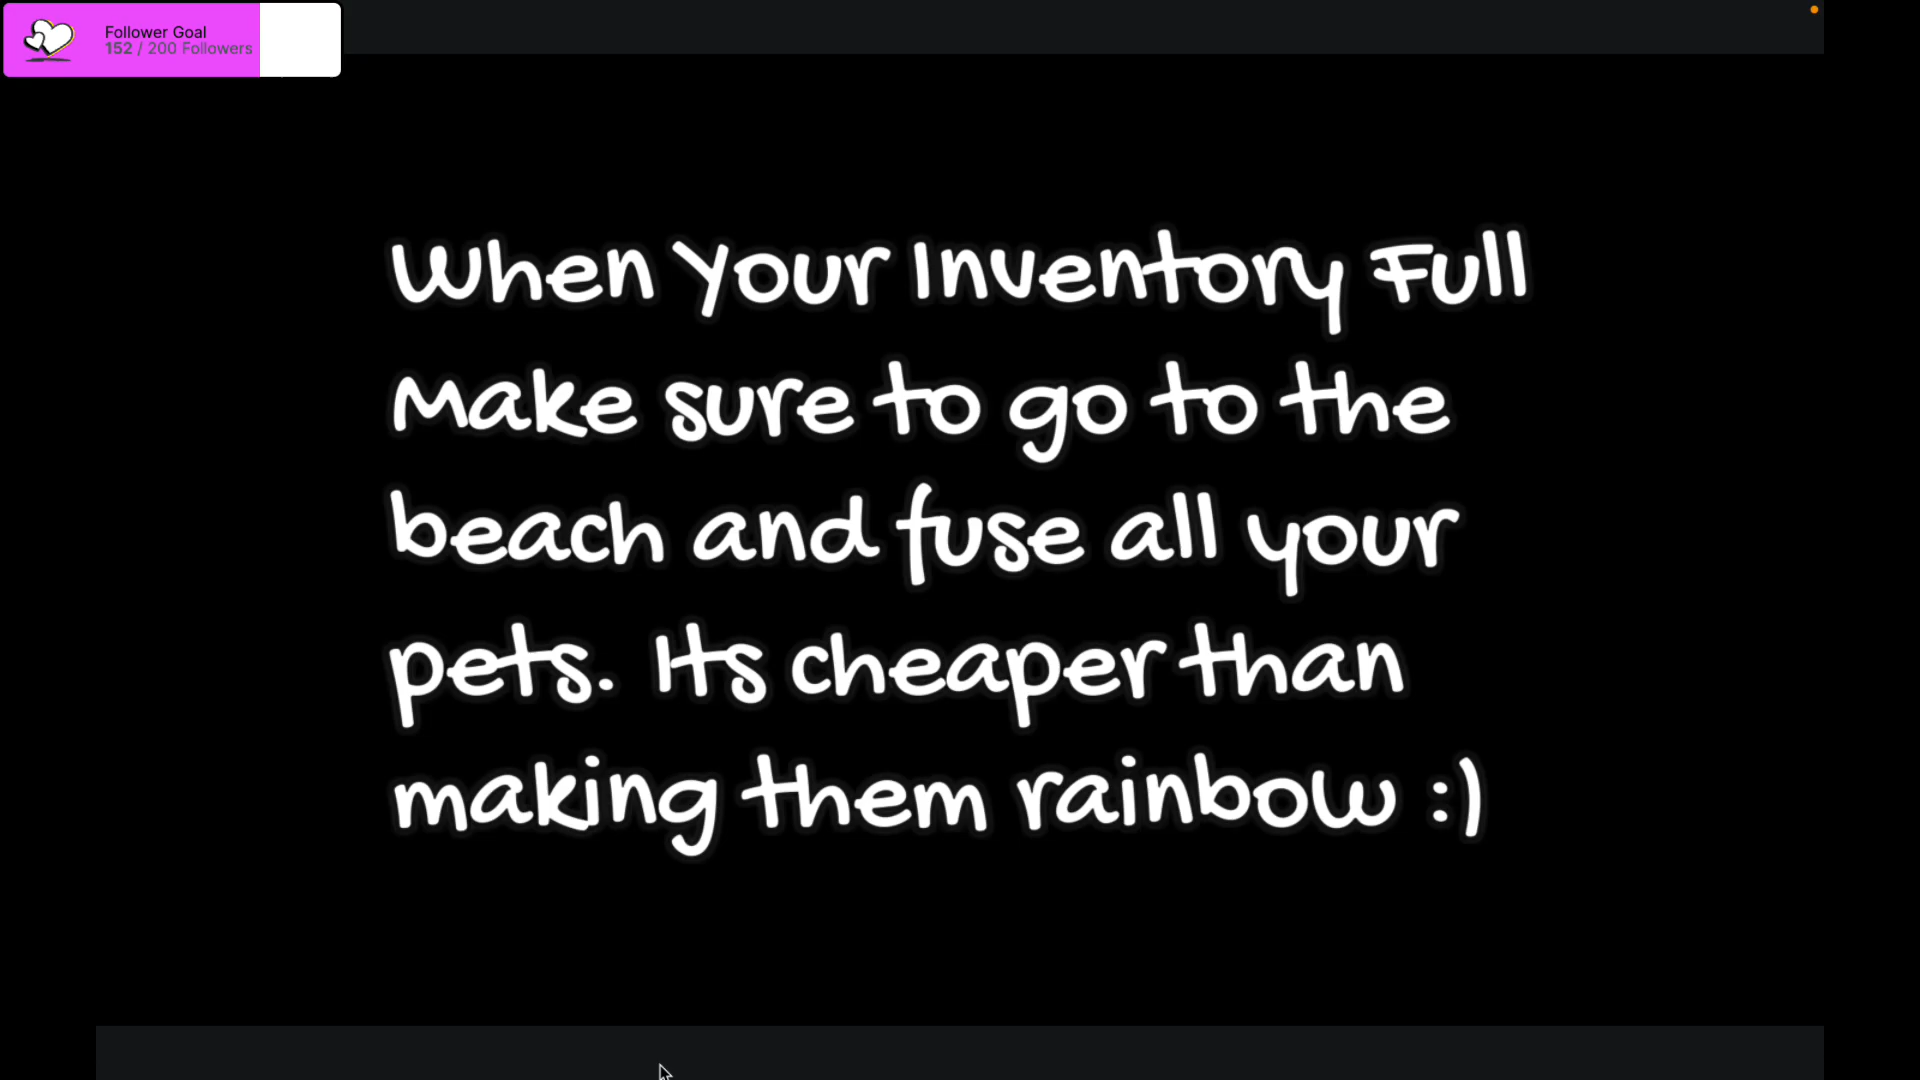 Follower Goal
152 / 200 Followers
When Your Inventory Full
Make sure to go to the
beach and fuse all your
pets. Its cheaper than
making them rainbow :)